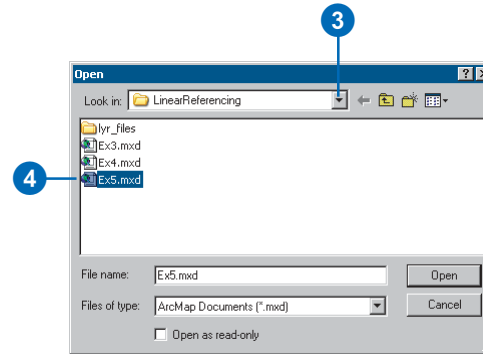 3
Open
Look in: LinearReferencing
lyr_files
Ex3.mxd
Ex4.mxd
4
Ex5.mxd
File name: Ex5.mxd Open
Files of type: ArcMap Documents (*.mxd) Cancel
Open as read-only